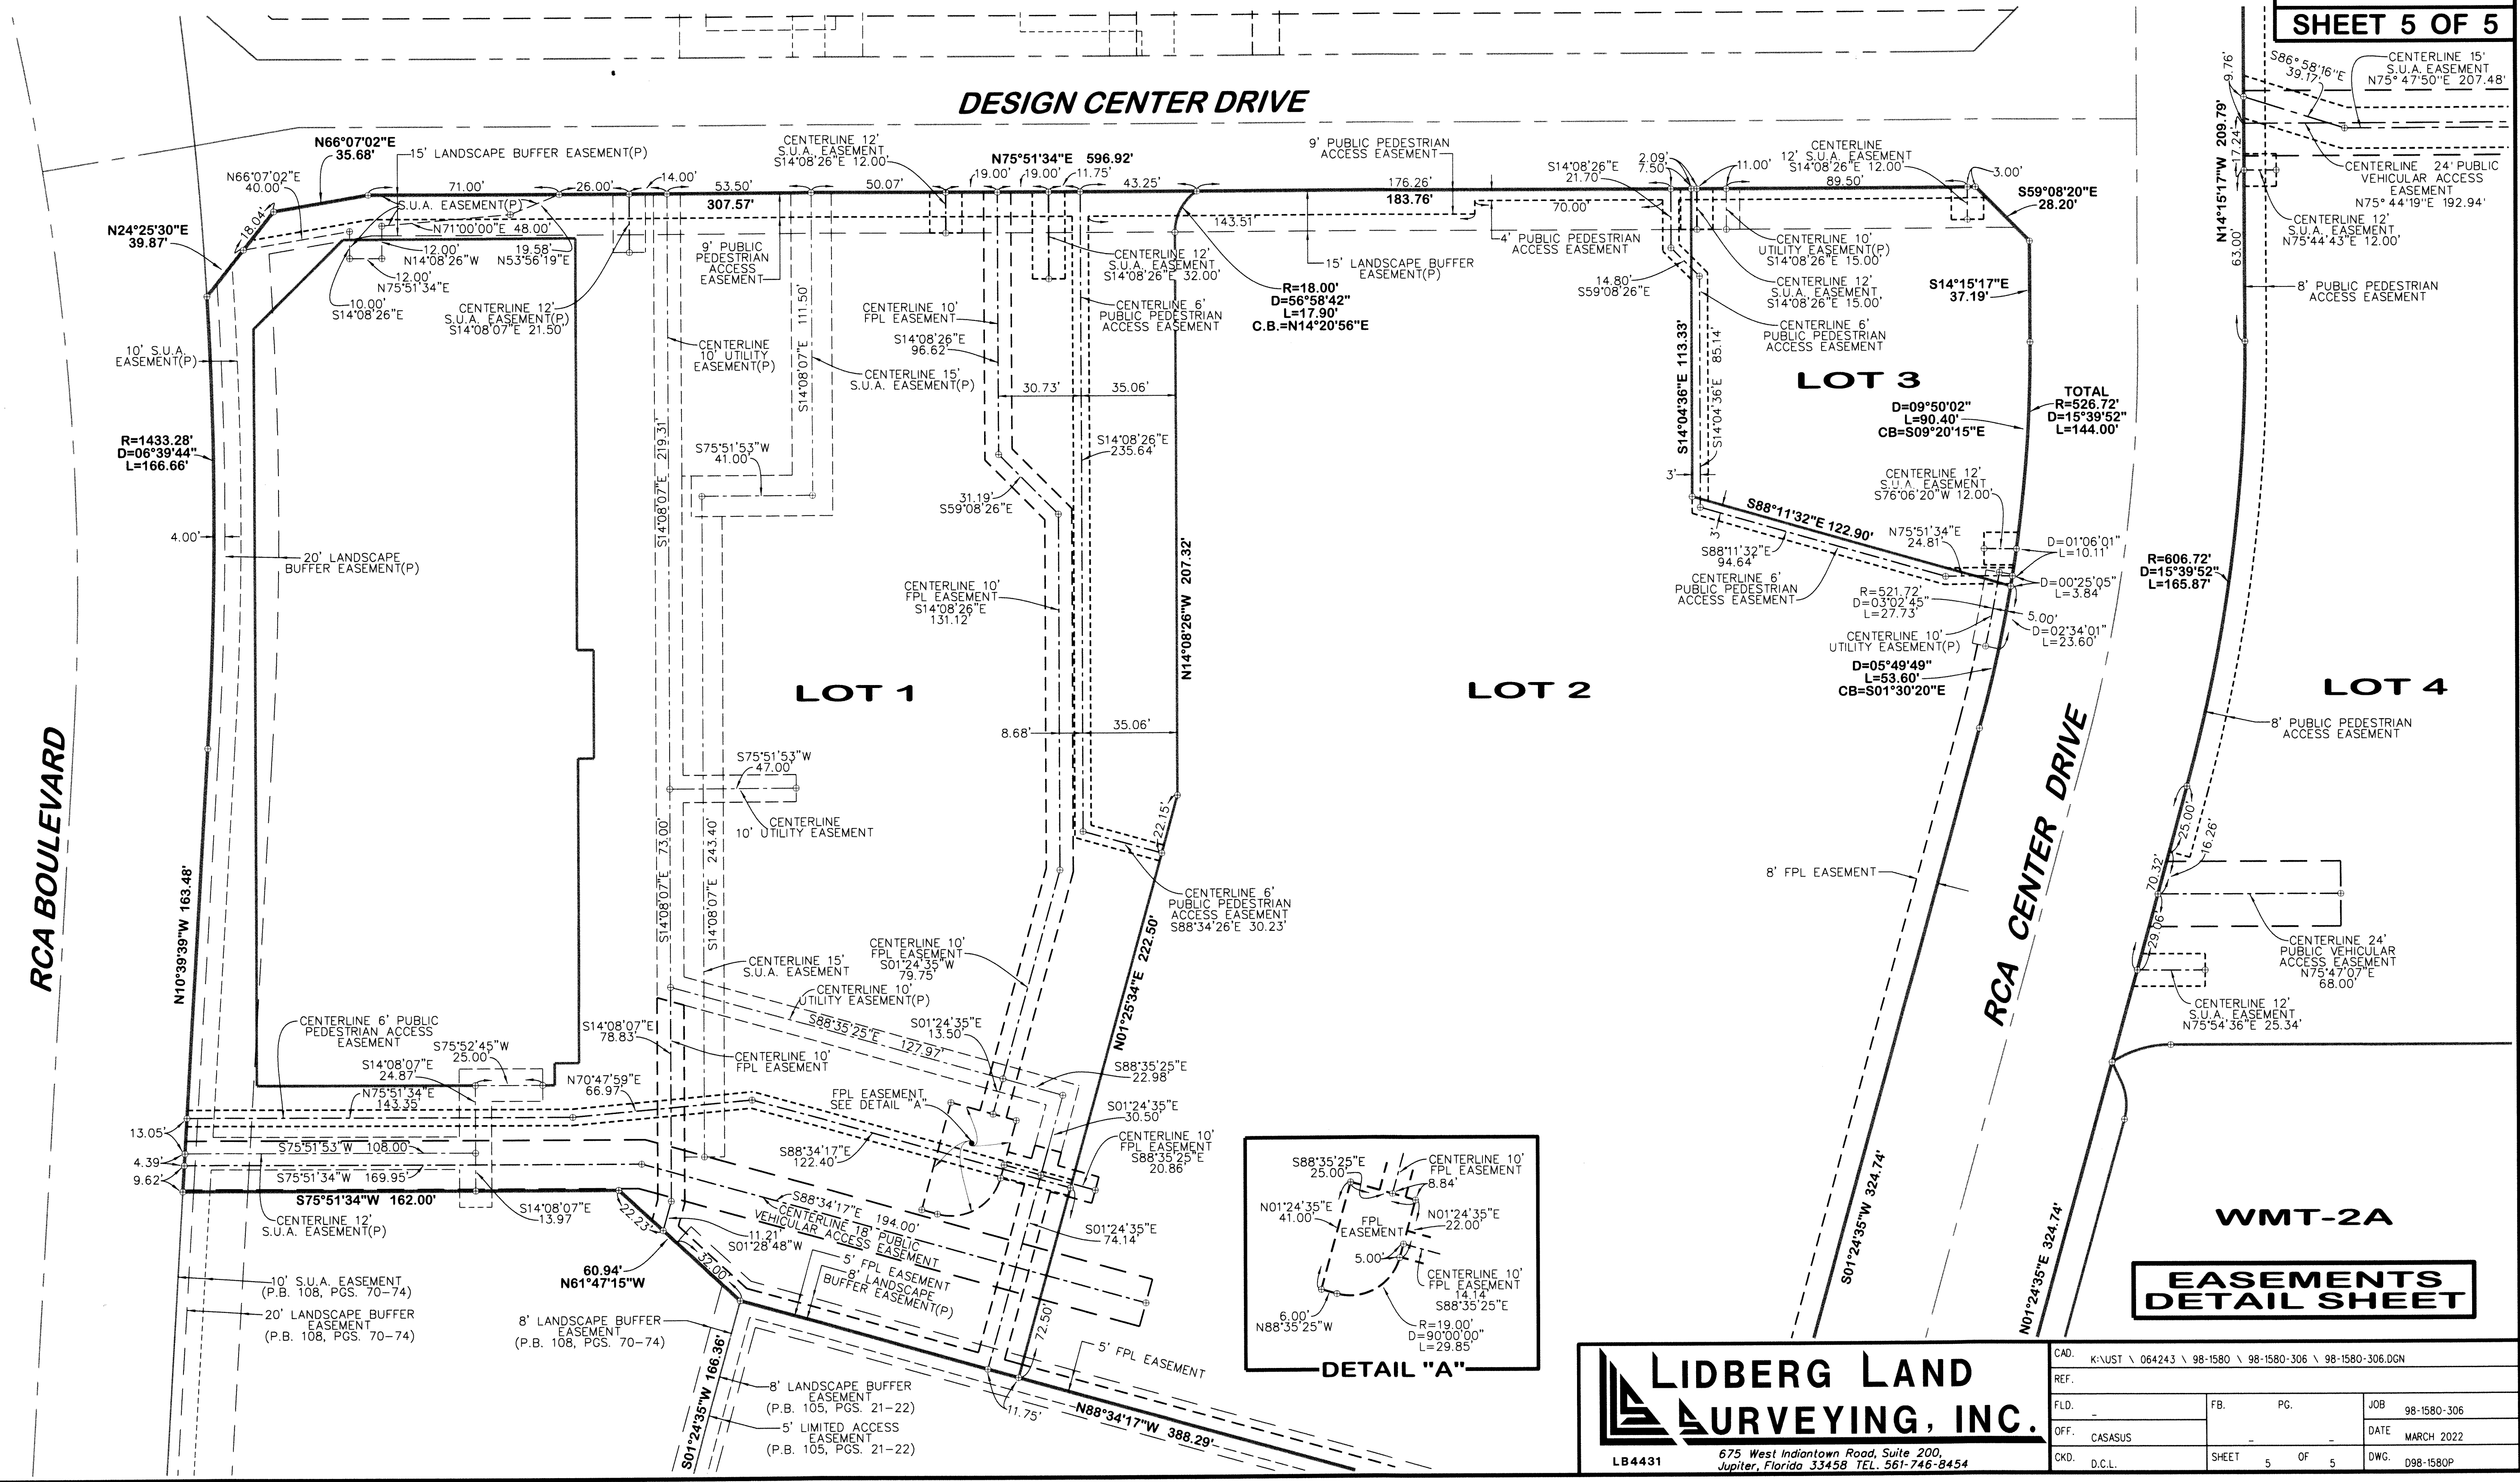 SHEET 5 OF 5
DESIGN CENTER DRIVE
RCA BOULEVARD
RCA CENTER DRIVE
S86°58'16"E
39.17'
CENTERLINE 15'
S.U.A. EASEMENT
N75°47'50"E 207.48'
9.76'
17.24'
63.00'
N14°15'17"W 209.79'
CENTERLINE 24' PUBLIC
VEHICULAR ACCESS
EASEMENT
N75°44'19"E 192.94'
CENTERLINE 12'
S.U.A. EASEMENT
N75°44'43"E 12.00'
8' PUBLIC PEDESTRIAN
ACCESS EASEMENT
N66°07'02"E
35.68'
15' LANDSCAPE BUFFER EASEMENT(P)
N66°07'02"E
40.00'
18.04'
N24°25'30"E
39.87'
71.00'
26.00'
14.00'
53.50'
50.07'
19.00'
19.00'
11.75'
43.25'
307.57'
N75°51'34"E 596.92'
176.26'
183.76'
S.U.A. EASEMENT(P)
N71°00'00"E 48.00'
12.00'
N14°08'26"W
19.58'
N53°56'19"E
12.00'
N75°51'34"E
10.00'
S14°08'26"E
CENTERLINE 12'
S.U.A. EASEMENT(P)
S14°08'07"E 21.50'
CENTERLINE 12'
S.U.A. EASEMENT
S14°08'26"E 12.00'
9' PUBLIC
PEDESTRIAN
ACCESS
EASEMENT
CENTERLINE 12'
S.U.A. EASEMENT
S14°08'26"E 32.00'
9' PUBLIC PEDESTRIAN
ACCESS EASEMENT
143.51'
70.00'
4' PUBLIC PEDESTRIAN
ACCESS EASEMENT
15' LANDSCAPE BUFFER
EASEMENT(P)
R=18.00'
D=56°58'42"
L=17.90'
C.B.=N14°20'56"E
S14°08'26"E
21.70'
2.09'
7.50'
11.00'
CENTERLINE
12' S.U.A. EASEMENT
S14°08'26"E 12.00'
89.50'
3.00'
S59°08'20"E
28.20'
CENTERLINE 10'
UTILITY EASEMENT(P)
S14°08'26"E 15.00'
14.80'
S59°08'26"E
CENTERLINE 12'
S.U.A. EASEMENT
S14°08'26"E 15.00'
CENTERLINE 6'
PUBLIC PEDESTRIAN
ACCESS EASEMENT
S14°15'17"E
37.19'
10' S.U.A.
EASEMENT(P)
CENTERLINE
10' UTILITY
EASEMENT(P)
S14°08'07"E 111.50'
CENTERLINE 15'
S.U.A. EASEMENT(P)
CENTERLINE 10'
FPL EASEMENT
S14°08'26"E
96.62'
CENTERLINE 6'
PUBLIC PEDESTRIAN
ACCESS EASEMENT
30.73'
35.06'
S14°08'26"E
235.64'
S14°04'36"E 113.33'
S14°04'36"E 85.14'
LOT 3
D=09°50'02"
L=90.40'
CB=S09°20'15"E
TOTAL
R=526.72'
D=15°39'52"
L=144.00'
R=1433.28'
D=06°39'44"
L=166.66'
S14°08'07"E 219.31'
S75°51'53"W
41.00'
31.19'
S59°08'26"E
4.00'
20' LANDSCAPE
BUFFER EASEMENT(P)
CENTERLINE 10'
FPL EASEMENT
S14°08'26"E
131.12'
N14°08'26"W 207.32'
3'
3'
S88°11'32"E 122.90'
S88°11'32"E
94.64'
CENTERLINE 6'
PUBLIC PEDESTRIAN
ACCESS EASEMENT
CENTERLINE 12'
S.U.A. EASEMENT
S76°06'20"W 12.00'
N75°51'34"E
24.81'
D=01°06'01"
L=10.11'
D=00°25'05"
L=3.84'
R=521.72'
D=03°02'45"
L=27.73'
5.00'
D=02°34'01"
L=23.60'
CENTERLINE 10'
UTILITY EASEMENT(P)
D=05°49'49"
L=53.60'
CB=S01°30'20"E
R=606.72'
D=15°39'52"
L=165.87'
LOT 1
LOT 2
LOT 4
8' PUBLIC PEDESTRIAN
ACCESS EASEMENT
8.68'
35.06'
S75°51'53"W
47.00'
CENTERLINE
10' UTILITY EASEMENT
S14°08'07"E 73.00'
S14°08'07"E 243.40'
22.15'
CENTERLINE 6'
PUBLIC PEDESTRIAN
ACCESS EASEMENT
S88°34'26"E 30.23'
8' FPL EASEMENT
25.00'
16.26'
70.32'
29.06'
CENTERLINE 24'
PUBLIC VEHICULAR
ACCESS EASEMENT
N75°47'07"E
68.00'
CENTERLINE 12'
S.U.A. EASEMENT
N75°54'36"E 25.34'
N10°39'39"W 163.48'
CENTERLINE 10'
FPL EASEMENT
S01°24'35"W
79.75'
CENTERLINE 15'
S.U.A. EASEMENT
CENTERLINE 10'
UTILITY EASEMENT(P)
S88°35'25"E 127.97'
S01°24'35"E
13.50'
N01°25'34"E 222.50'
CENTERLINE 6' PUBLIC
PEDESTRIAN ACCESS
EASEMENT
S75°52'45"W
25.00'
S14°08'07"E
24.87'
N75°51'34"E
143.35'
S14°08'07"E
78.83'
CENTERLINE 10'
FPL EASEMENT
N70°47'59"E
66.97'
FPL EASEMENT
SEE DETAIL "A"
S88°35'25"E
22.98'
S01°24'35"E
30.50'
CENTERLINE 10'
FPL EASEMENT
S88°35'25"E
20.86'
13.05'
4.39'
9.62'
S75°51'53"W 108.00'
S75°51'34"W 169.95'
S75°51'34"W 162.00'
CENTERLINE 12'
S.U.A. EASEMENT(P)
S14°08'07"E
13.97
S88°34'17"E
122.40'
S88°34'17"E 194.00'
CENTERLINE 18' PUBLIC
VEHICULAR ACCESS EASEMENT
S01°24'35"E
74.14'
22.23'
11.21'
S01°28'48"W
32.00'
60.94'
N61°47'15"W
5' FPL EASEMENT
8' LANDSCAPE
BUFFER EASEMENT(P)
72.50'
5' FPL EASEMENT
10' S.U.A. EASEMENT
(P.B. 108, PGS. 70-74)
20' LANDSCAPE BUFFER
EASEMENT
(P.B. 108, PGS. 70-74)
8' LANDSCAPE BUFFER
EASEMENT
(P.B. 108, PGS. 70-74)
S01°24'35"W 166.36'
8' LANDSCAPE BUFFER
EASEMENT
(P.B. 105, PGS. 21-22)
5' LIMITED ACCESS
EASEMENT
(P.B. 105, PGS. 21-22)
11.75'
N88°34'17"W 388.29'
S88°35'25"E
25.00'
CENTERLINE 10'
FPL EASEMENT
8.84'
N01°24'35"E
41.00'
FPL
EASEMENT
N01°24'35"E
22.00'
5.00'
CENTERLINE 10'
FPL EASEMENT
14.14'
S88°35'25"E
6.00'
N88°35'25"W
R=19.00'
D=90°00'00"
L=29.85'
DETAIL "A"
S01°24'35"W 324.74'
N01°24'35"E 324.74'
WMT-2A
EASEMENTS
DETAIL SHEET
LIDBERG LAND
SURVEYING, INC.
LB4431
675 West Indiantown Road, Suite 200,
Jupiter, Florida 33458 TEL. 561-746-8454
CAD. K:\UST \ 064243 \ 98-1580 \ 98-1580-306 \ 98-1580-306.DGN
REF.
FLD. - FB. - PG. - JOB 98-1580-306
OFF. CASASUS DATE MARCH 2022
CKD. D.C.L. SHEET 5 OF 5 DWG. D98-1580P